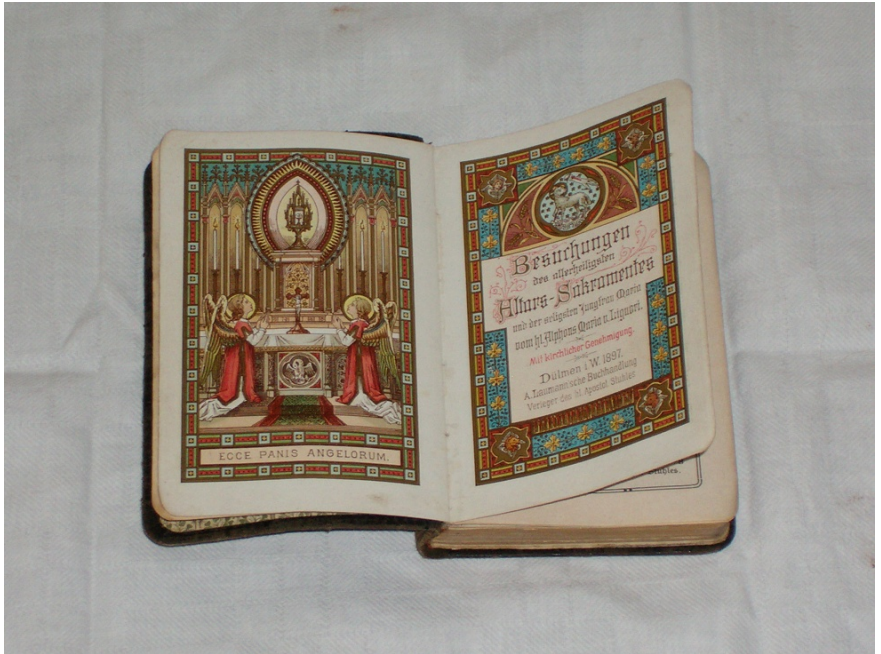 ECCE PANIS ANGELORUM.
Besuchungen
des allerheiligsten
Altars-Sakramentes
und der seligsten Jungfrau Maria
vom hl. Alphons Maria v. Liguori.
Mit kirchlicher Genehmigung.
Dülmen i. W. 1897.
A. Laumann'sche Buchhandlung
Verleger des hl. Apostol. Stuhles
Stuhles.